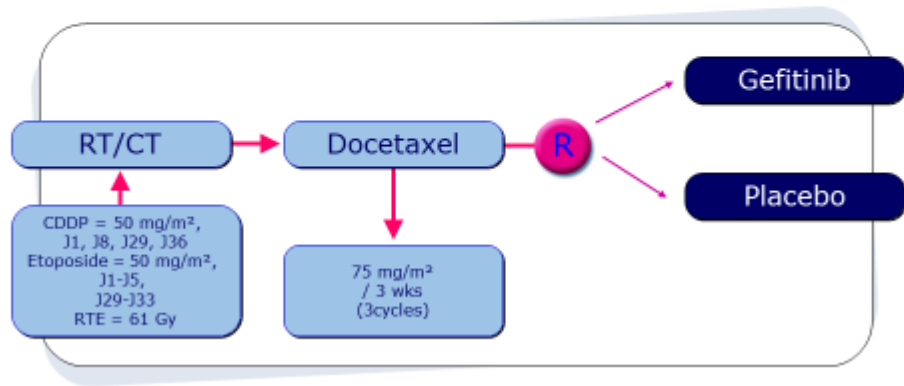 Gefitinib
RT/CT
Docetaxel
R
Placebo
CDDP = 50 mg/m²,
J1, J8, J29, J36
Etoposide = 50 mg/m²,
J1-J5,
J29-J33
RTE = 61 Gy
75 mg/m²
/ 3 wks
(3cycles)